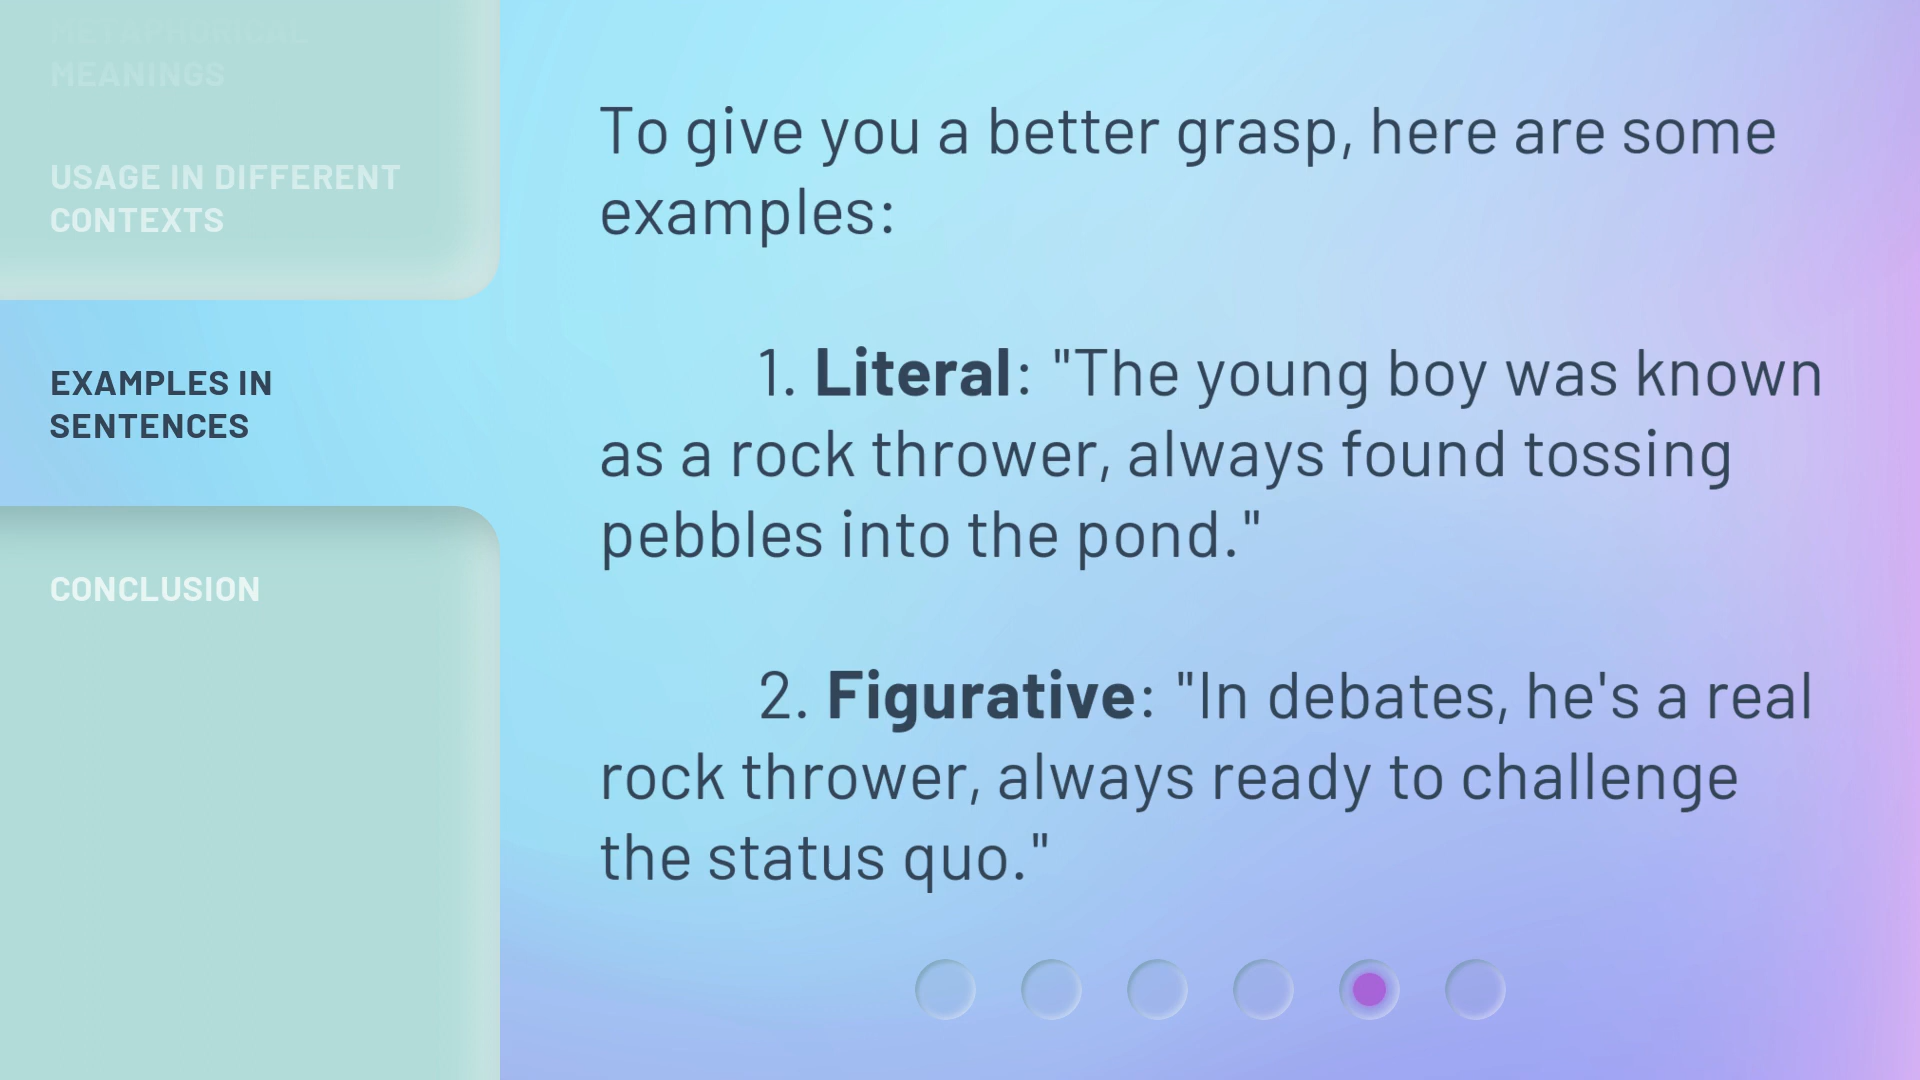 METAPHORICAL
MEANINGS
USAGE IN DIFFERENT
CONTEXTS
EXAMPLES IN
SENTENCES
CONCLUSION
To give you a better grasp, here are some
examples:
1. Literal: "The young boy was known
as a rock thrower, always found tossing
pebbles into the pond."
2. Figurative: "In debates, he's a real
rock thrower, always ready to challenge
the status quo."